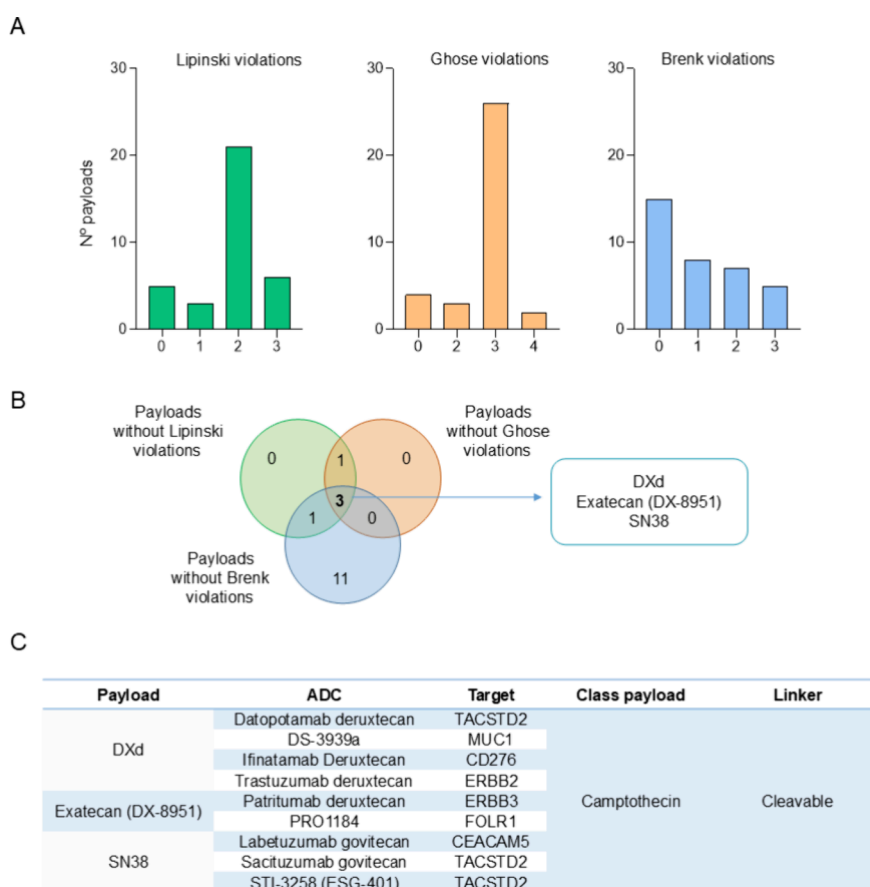 A
Lipinski violations
Ghose violations
Brenk violations
Nº payloads
30
20
10
0
0 1 2 3
30
20
10
0
0 2 3 4
30
20
10
0
0 1 2 3
B
Payloads
without Lipinski
violations
Payloads
without Ghose
violations
0
1
0
3
1
0
11
Payloads
without Brenk
violations
DXd
Exatecan (DX-8951)
SN38
C
Payload ADC Target Class payload Linker
DXd
Datopotamab deruxtecan TACSTD2
DS-3939a MUC1
Ifinatamab Deruxtecan CD276
Trastuzumab deruxtecan ERBB2
Exatecan (DX-8951)
Patritumab deruxtecan ERBB3
PRO1184 FOLR1
Camptothecin
Cleavable
SN38
Labetuzumab govitecan CEACAM5
Sacituzumab govitecan TACSTD2
STI-3258 (ESG-401) TACSTD2